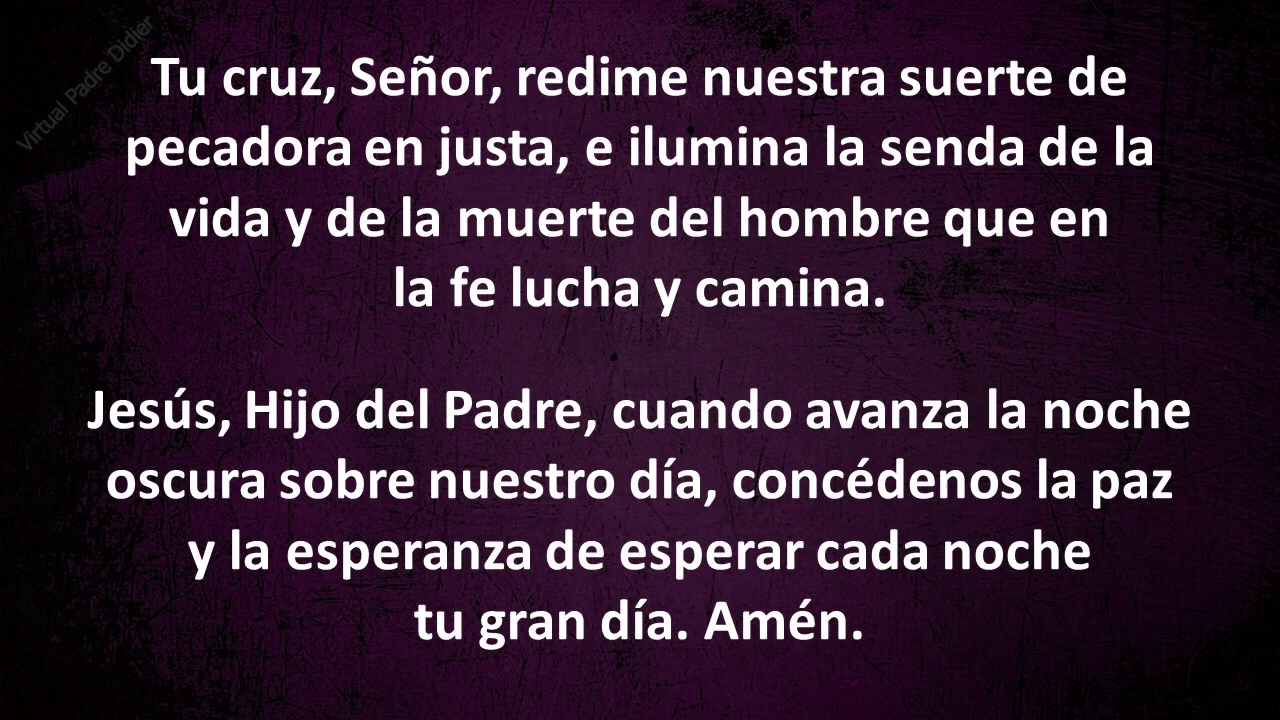 Virtual Padre Didier
Tu cruz, Señor, redime nuestra suerte de
pecadora en justa, e ilumina la senda de la
vida y de la muerte del hombre que en
la fe lucha y camina.
Jesús, Hijo del Padre, cuando avanza la noche
oscura sobre nuestro día, concédenos la paz
y la esperanza de esperar cada noche
tu gran día. Amén.